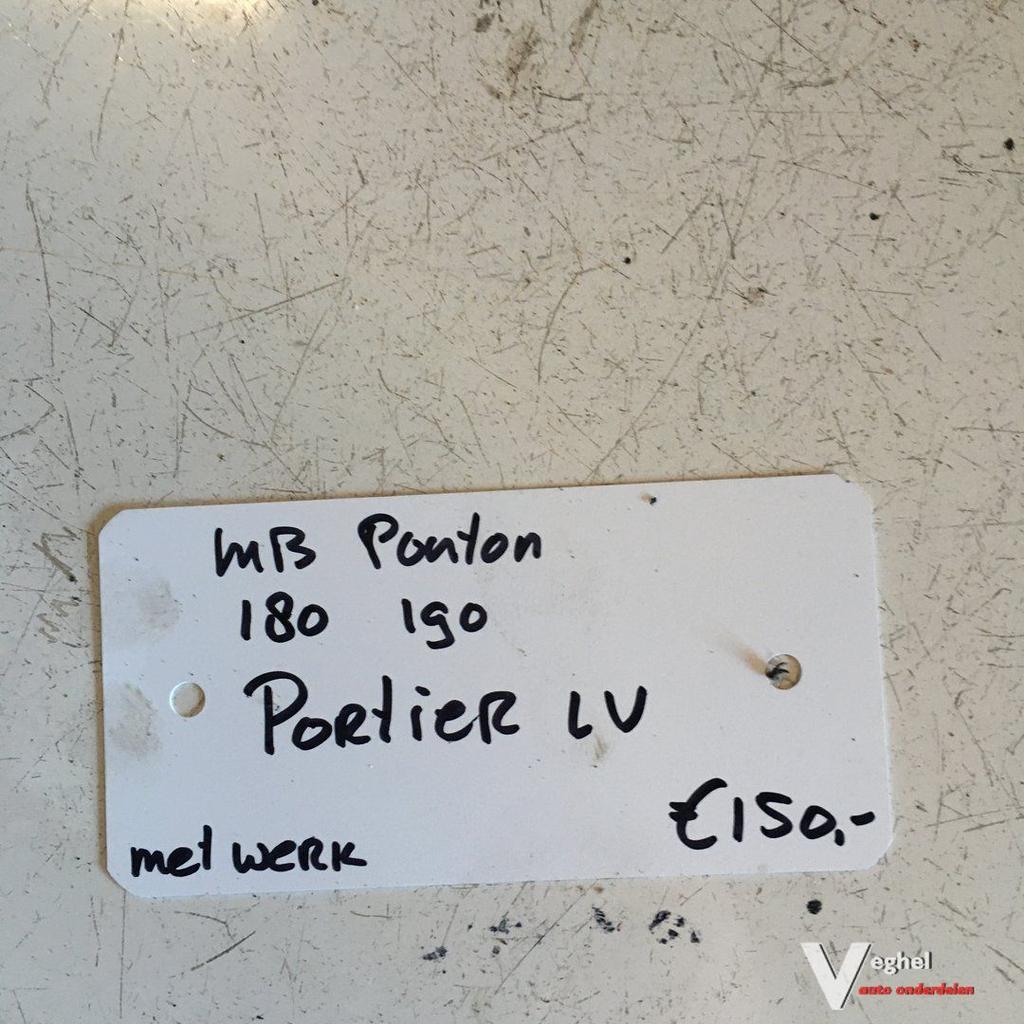 MB Ponton
180 190
Portier LV
€150,-
met werk
Veghel
auto onderdelen